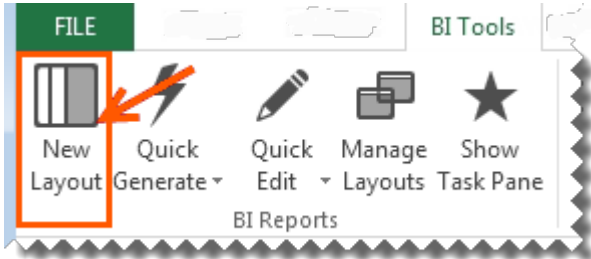 FILE BI Tools
New Quick Quick Manage Show
Layout Generate Edit Layouts Task Pane
BI Reports